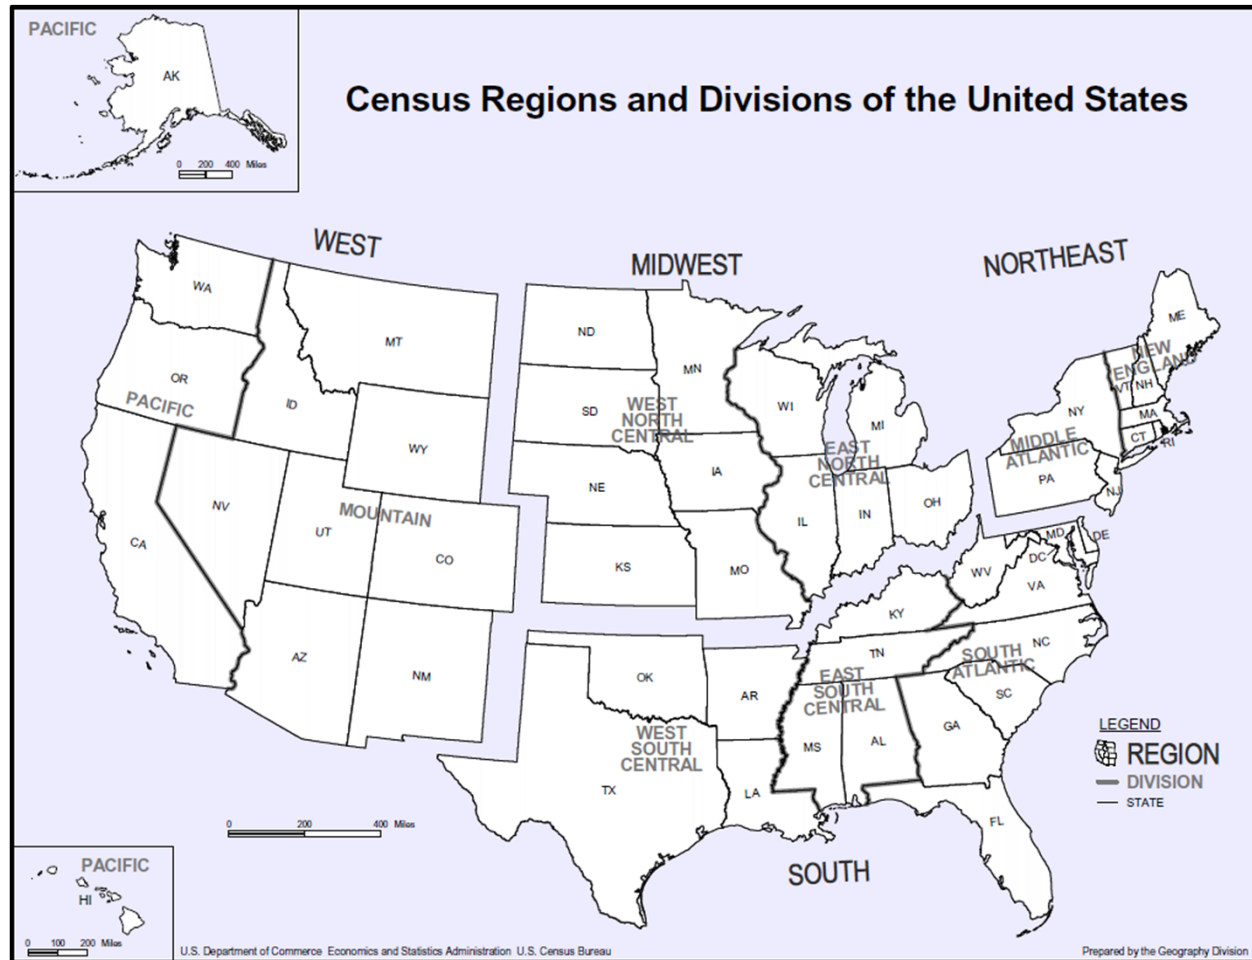 PACIFIC
AK
0 200 400 Miles
Census Regions and Divisions of the United States
WEST
MIDWEST
NORTHEAST
WA
MT
OR
ID
PACIFIC
WY
NV
UT
MOUNTAIN
CO
CA
AZ
NM
ND
MN
SD
WEST
NORTH
CENTRAL
NE
IA
KS
MO
WI
MI
EAST
NORTH
CENTRAL
IL
IN
OH
ME
NEW
ENGLAND
VT
NH
NY
MA
CT
RI
MIDDLE
ATLANTIC
PA
NJ
OK
AR
WEST
SOUTH
CENTRAL
TX
LA
KY
TN
EAST
SOUTH
CENTRAL
MS
AL
MD
DE
DC
WV
VA
NC
SOUTH
ATLANTIC
SC
GA
FL
SOUTH
LEGEND
REGION
DIVISION
STATE
0 200 400 Miles
PACIFIC
HI
0 100 200 Miles
U.S. Department of Commerce Economics and Statistics Administration U.S. Census Bureau
Prepared by the Geography Division